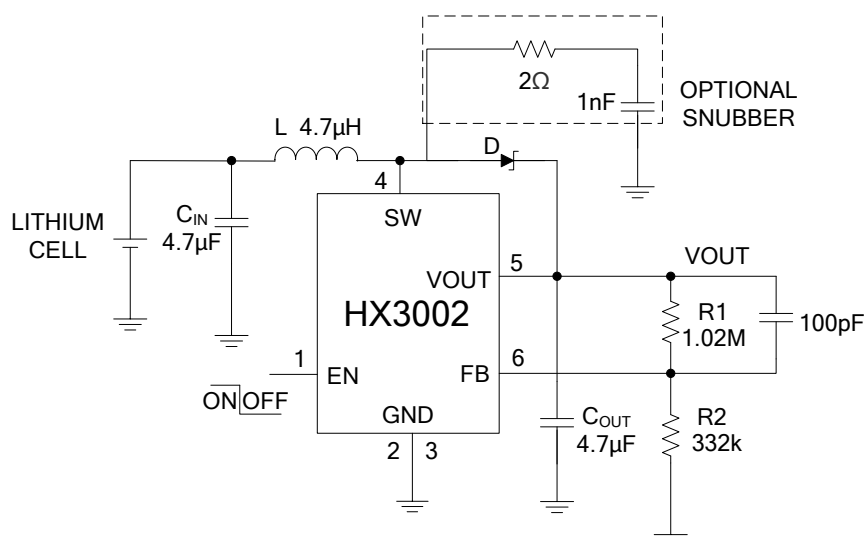 2Ω
1nF
OPTIONAL
SNUBBER
L 4.7µH
D
4
SW
LITHIUM
CELL
CIN
4.7µF
5
VOUT
VOUT
HX3002
R1
1.02M
100pF
1
EN
6
FB
ON OFF
GND
2 3
COUT
4.7µF
R2
332k